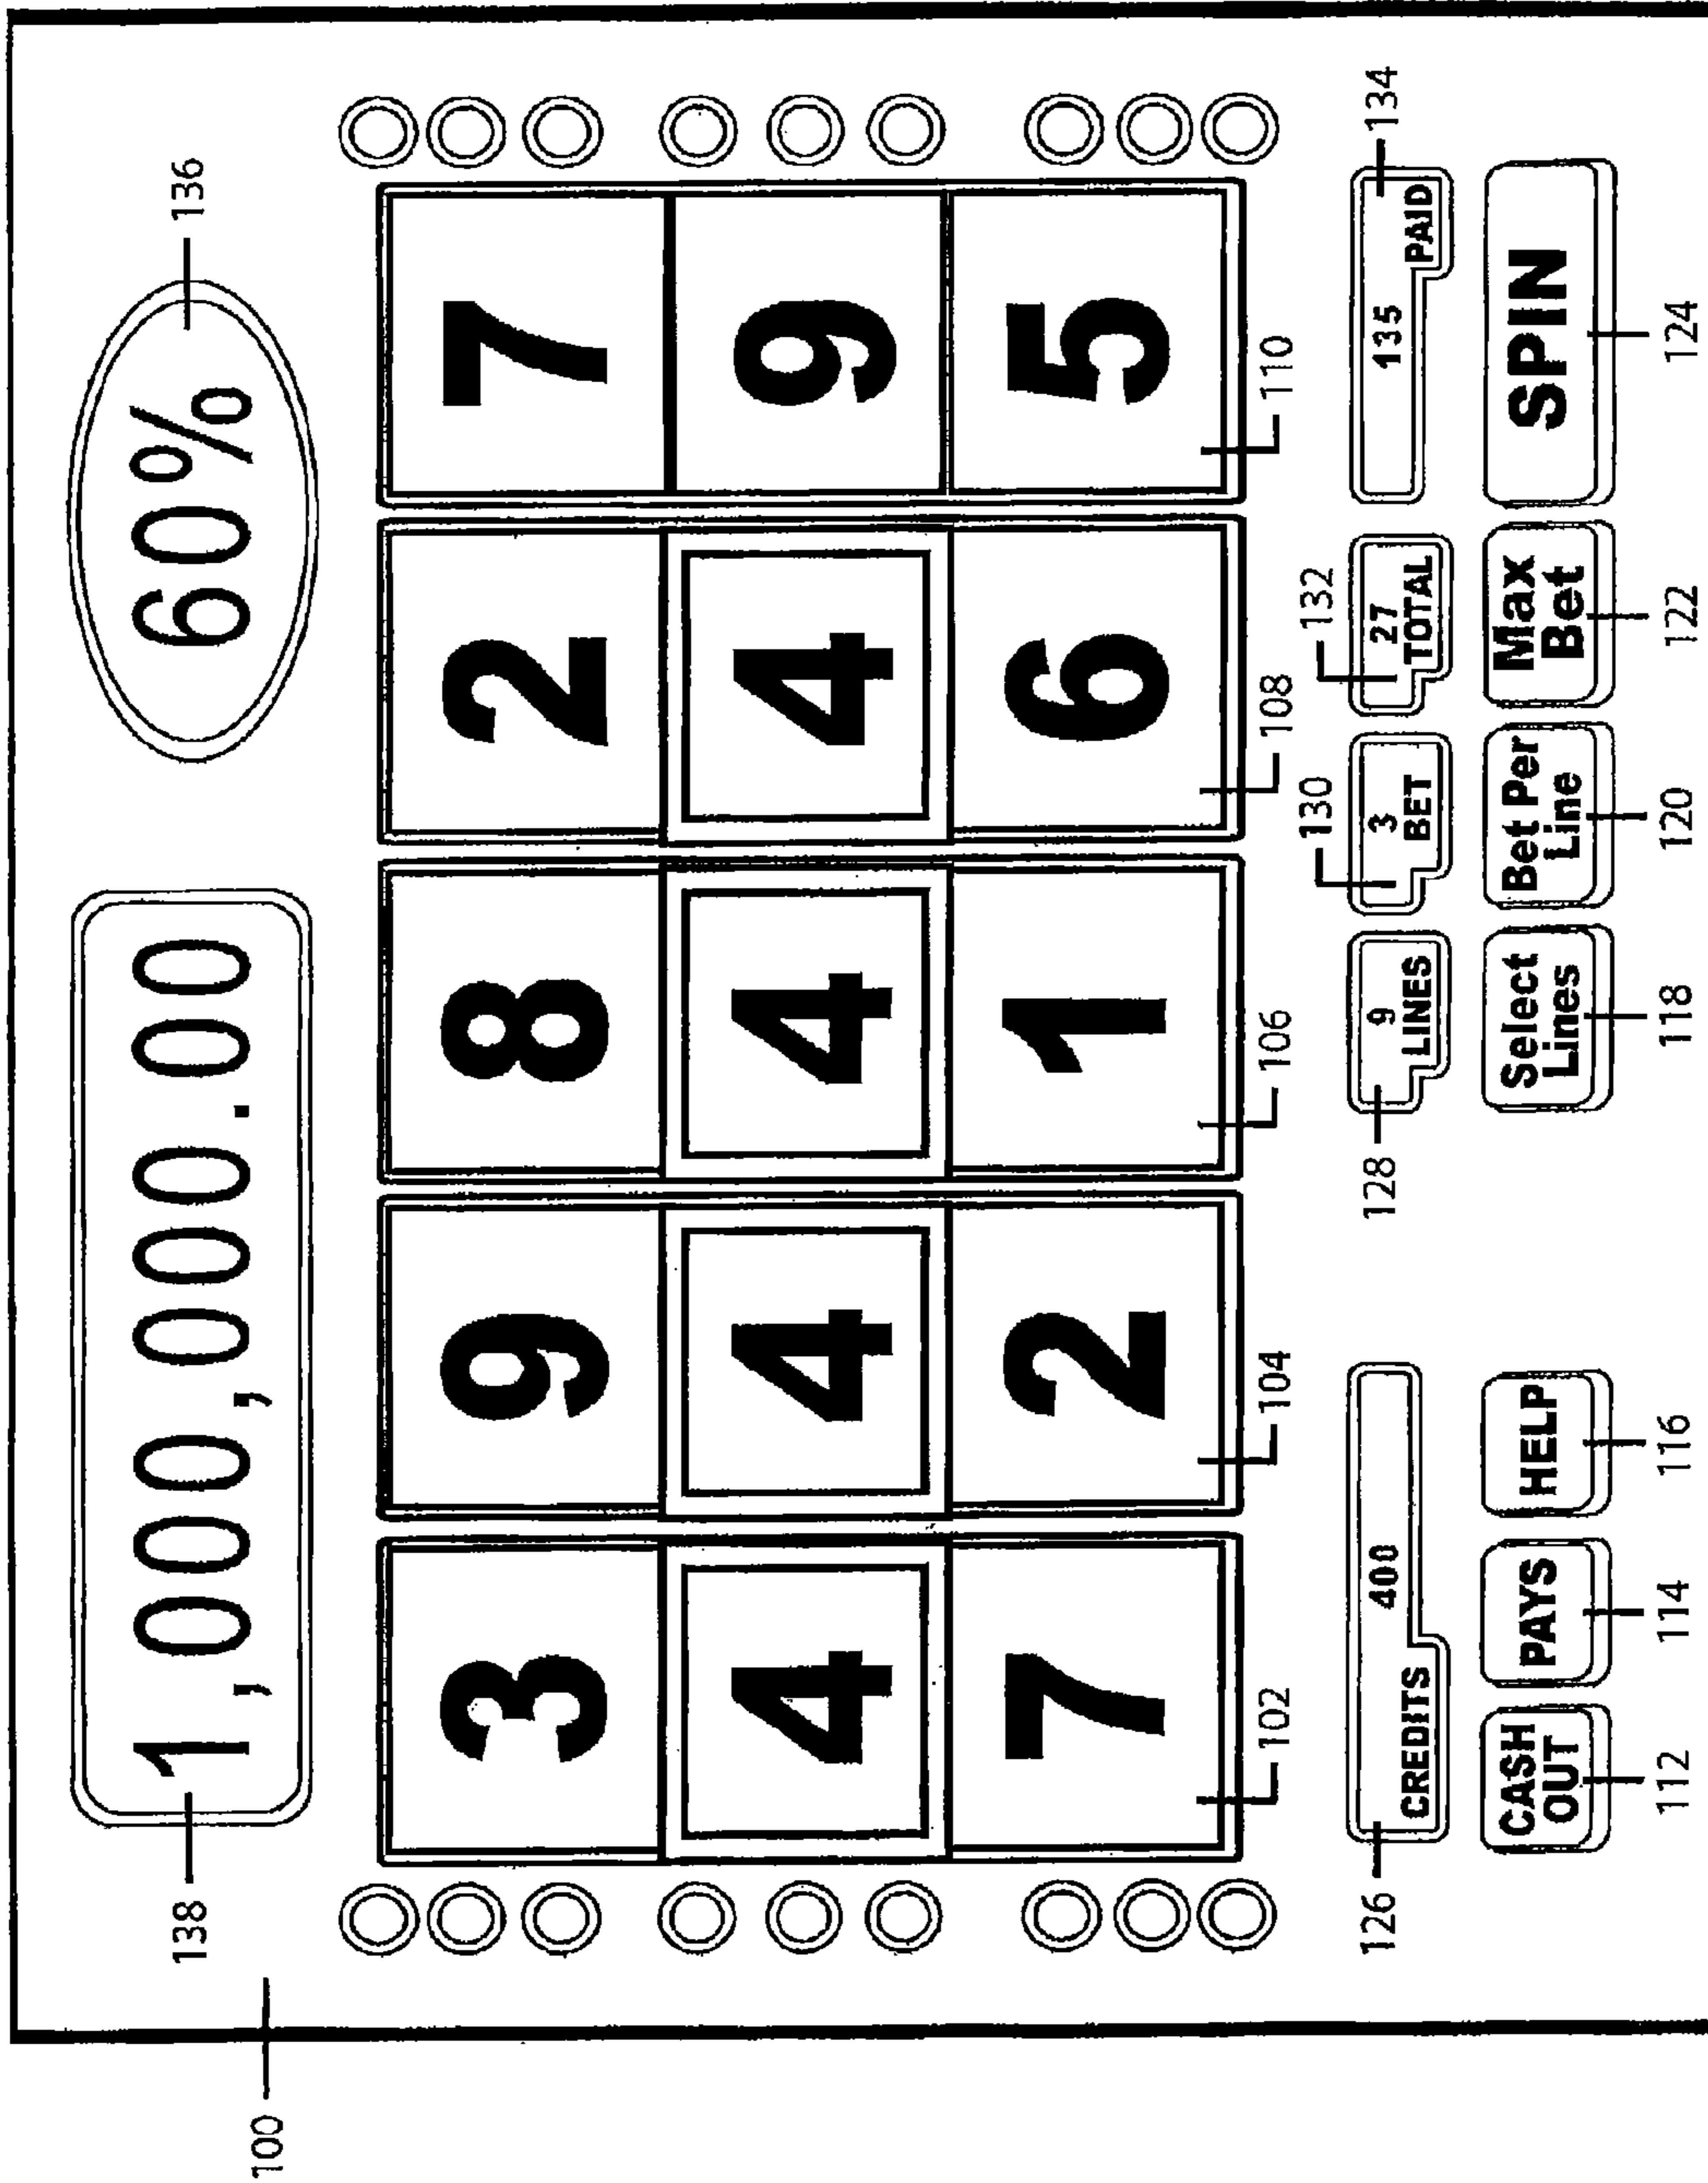 1,000,000.00 60%
138 136
100
3 9 8 2 7
4 4 4 4 9
7 2 1 6 5
102 104 106 108 110
130 132
126 128 134
400 9 3 27 135
CREDITS LINES BET TOTAL PAID
CASH OUT
PAYS
HELP
Select
Lines
Bet Per
Line
Max
Bet
SPIN
112 114 116 118 120 122 124